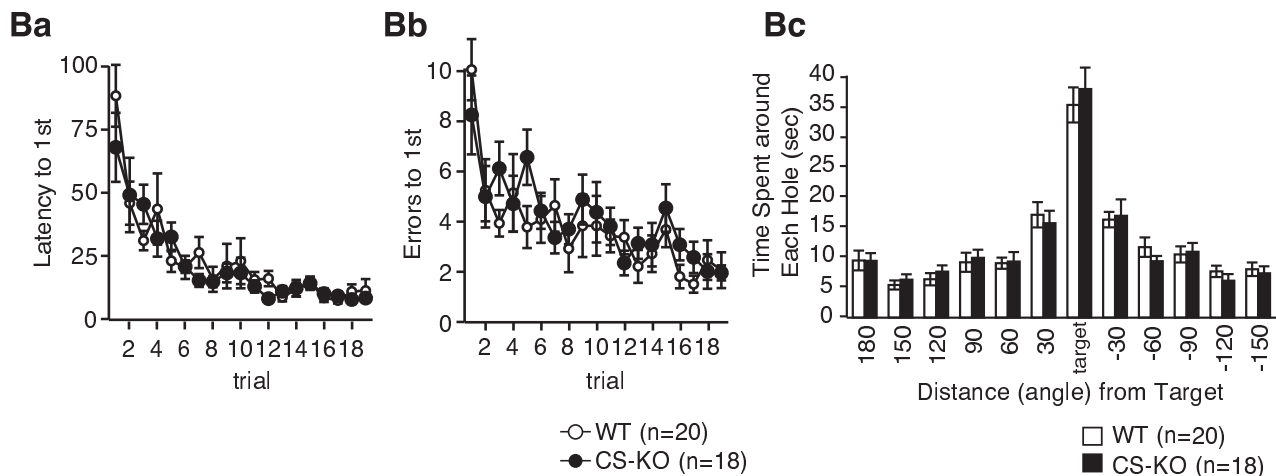 Ba
Bb
Bc
Latency to 1st
100
75
50
25
0
2 4 6 8 10 12 14 16 18
trial
Errors to 1st
10
8
6
4
2
0
2 4 6 8 10 12 14 16 18
trial
WT (n=20)
CS-KO (n=18)
Time Spent around
Each Hole (sec)
40
35
30
25
20
15
10
5
0
180 150 120 90 60 30 target -30 -60 -90 -120 -150
Distance (angle) from Target
WT (n=20)
CS-KO (n=18)